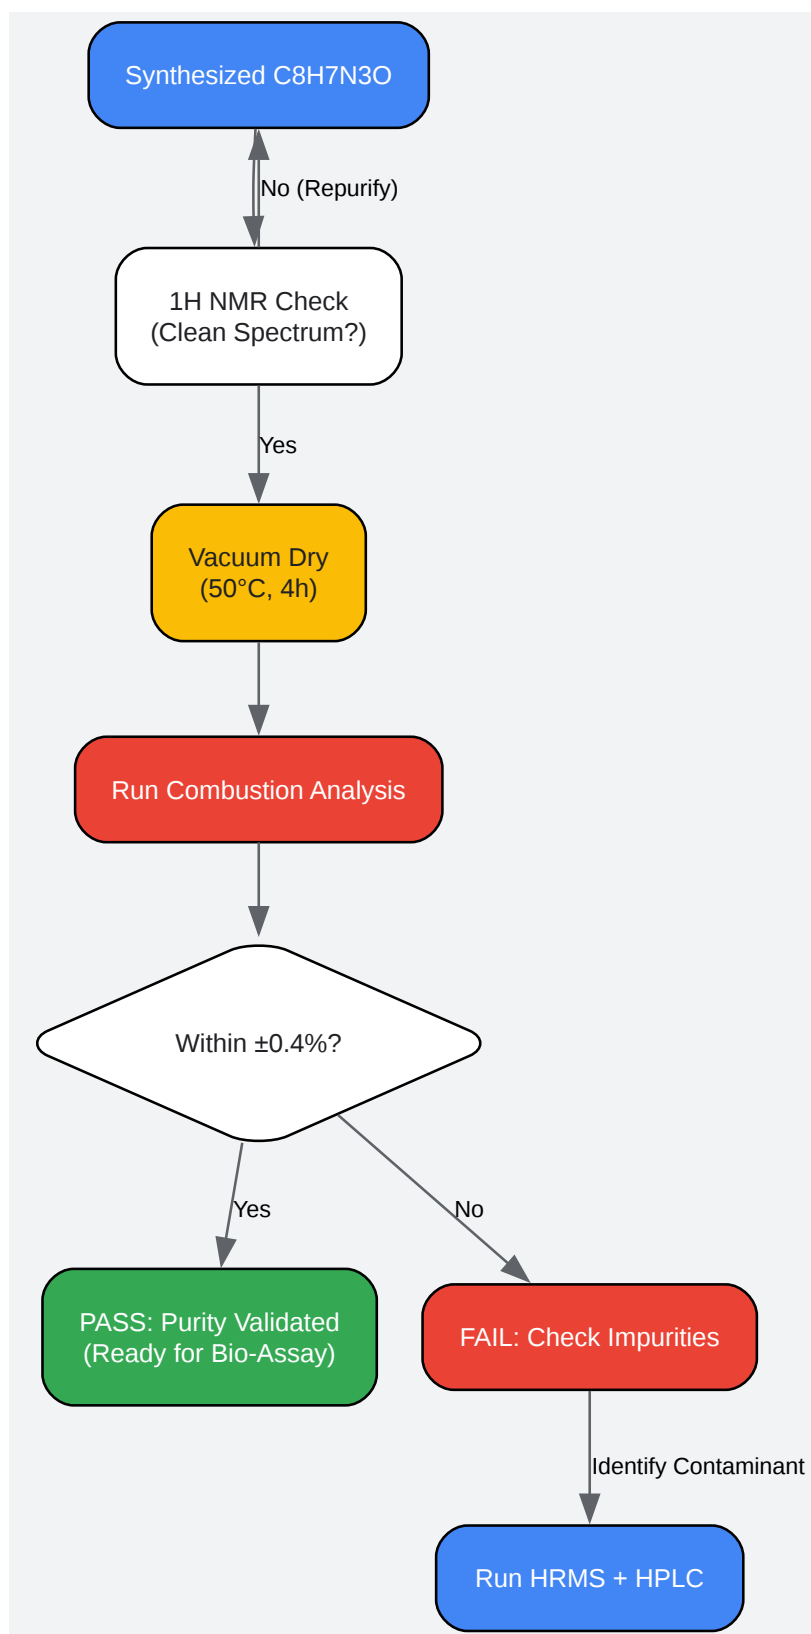 Synthesized C8H7N3O
No (Repurify)
1H NMR Check
(Clean Spectrum?)
Yes
Vacuum Dry
(50°C, 4h)
Run Combustion Analysis
Within ±0.4%?
Yes
No
PASS: Purity Validated
(Ready for Bio-Assay)
FAIL: Check Impurities
Identify Contaminant
Run HRMS + HPLC